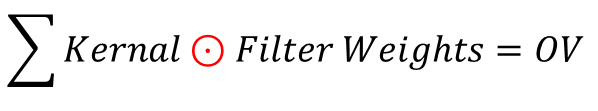 ∑ Kernal ⊙ Filter Weights = OV